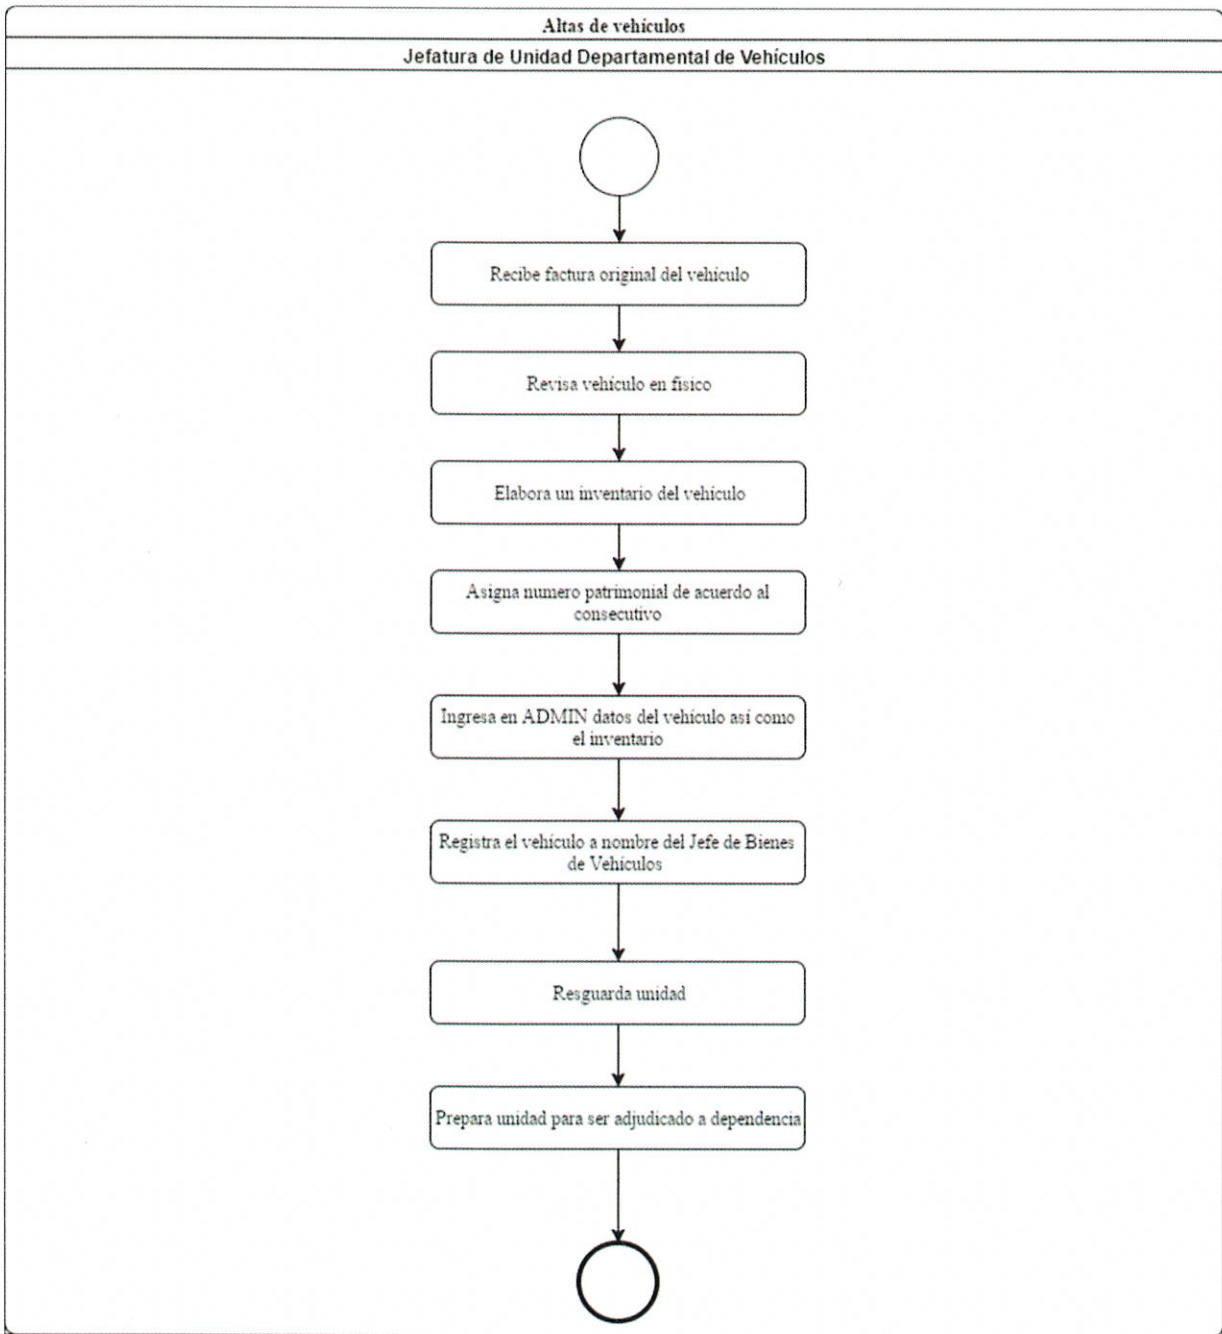 Altas de vehículos
Jefatura de Unidad Departamental de Vehículos
Recibe factura original del vehículo
Revisa vehículo en físico
Elabora un inventario del vehículo
Asigna numero patrimonial de acuerdo al
consecutivo
Ingresa en ADMIN datos del vehículo así como
el inventario
Registra el vehículo a nombre del Jefe de Bienes
de Vehículos
Resguarda unidad
Prepara unidad para ser adjudicado a dependencia